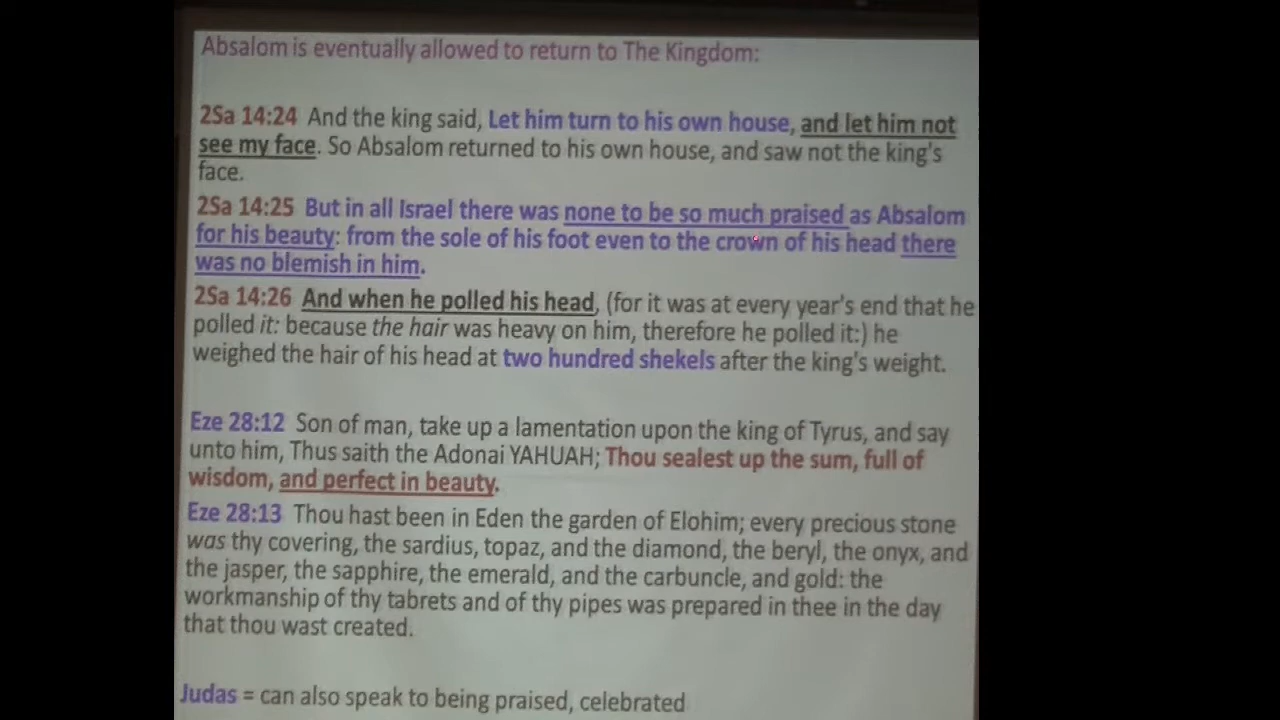 Absalom is eventually allowed to return to The Kingdom:
2Sa 14:24 And the king said, Let him turn to his own house, and let him not
see my face. So Absalom returned to his own house, and saw not the king's
face.
2Sa 14:25 But in all Israel there was none to be so much praised as Absalom
for his beauty: from the sole of his foot even to the crown of his head there
was no blemish in him.
2Sa 14:26 And when he polled his head, (for it was at every year's end that he
polled it: because the hair was heavy on him, therefore he polled it:) he
weighed the hair of his head at two hundred shekels after the king's weight.
Eze 28:12 Son of man, take up a lamentation upon the king of Tyrus, and say
unto him, Thus saith the Adonai YAHUAH; Thou sealest up the sum, full of
wisdom, and perfect in beauty.
Eze 28:13 Thou hast been in Eden the garden of Elohim; every precious stone
was thy covering, the sardius, topaz, and the diamond, the beryl, the onyx, and
the jasper, the sapphire, the emerald, and the carbuncle, and gold: the
workmanship of thy tabrets and of thy pipes was prepared in thee in the day
that thou wast created.
Judas = can also speak to being praised, celebrated